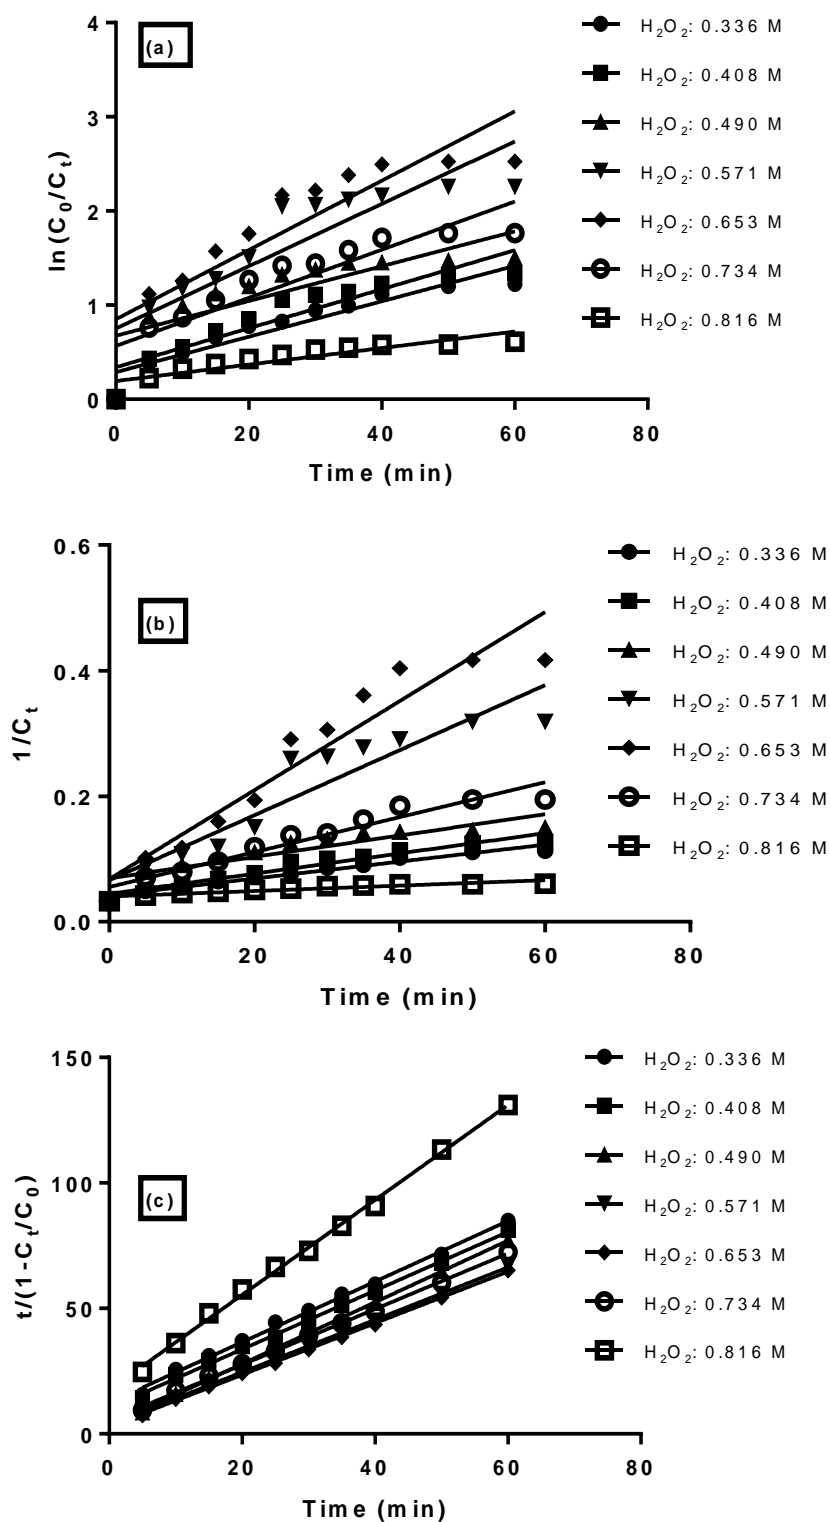 (a)
ln(C₀/Cₜ)
4
3
2
1
0
0 20 40 60 80
Time (min)
H₂O₂: 0.336 M
H₂O₂: 0.408 M
H₂O₂: 0.490 M
H₂O₂: 0.571 M
H₂O₂: 0.653 M
H₂O₂: 0.734 M
H₂O₂: 0.816 M
(b)
1/Cₜ
0.6
0.4
0.2
0.0
0 20 40 60 80
Time (min)
H₂O₂: 0.336 M
H₂O₂: 0.408 M
H₂O₂: 0.490 M
H₂O₂: 0.571 M
H₂O₂: 0.653 M
H₂O₂: 0.734 M
H₂O₂: 0.816 M
(c)
t/(1-Cₜ/C₀)
150
100
50
0
0 20 40 60 80
Time (min)
H₂O₂: 0.336 M
H₂O₂: 0.408 M
H₂O₂: 0.490 M
H₂O₂: 0.571 M
H₂O₂: 0.653 M
H₂O₂: 0.734 M
H₂O₂: 0.816 M